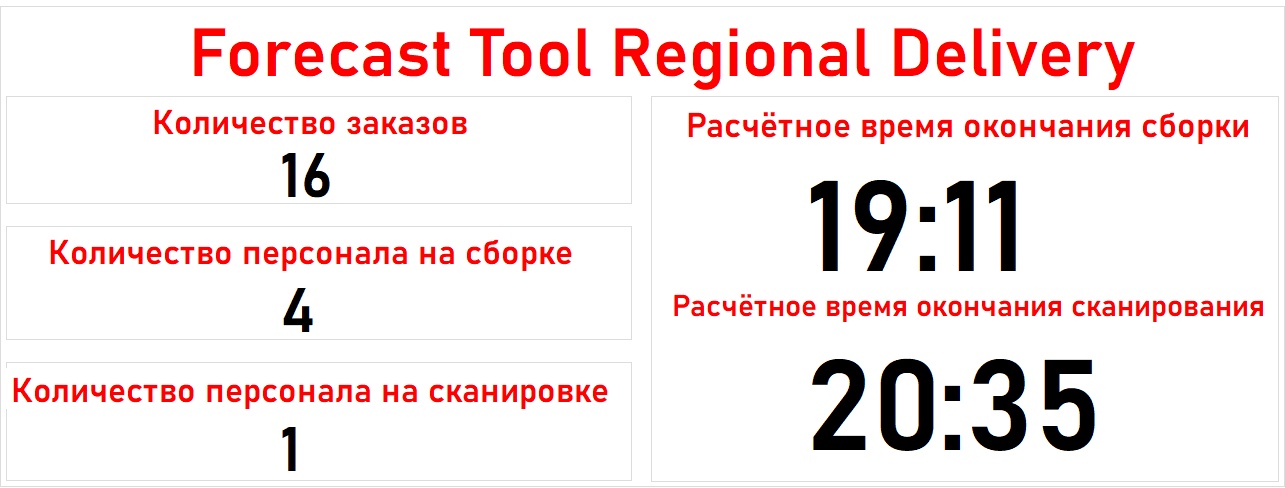 Forecast Tool Regional Delivery
Количество заказов
16
Количество персонала на сборке
4
Количество персонала на сканировке
1
Расчётное время окончания сборки
19:11
Расчётное время окончания сканирования
20:35